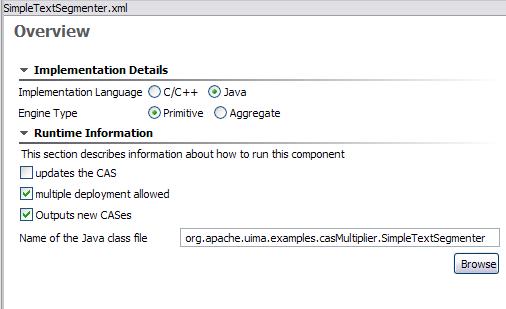 SimpleTextSegmenter.xml
Overview
Implementation Details
Implementation Language C/C++ Java
Engine Type Primitive Aggregate
Runtime Information
This section describes information about how to run this component
updates the CAS
multiple deployment allowed
Outputs new CASes
Name of the Java class file org.apache.uima.examples.casMultiplier.SimpleTextSegmenter
Browse